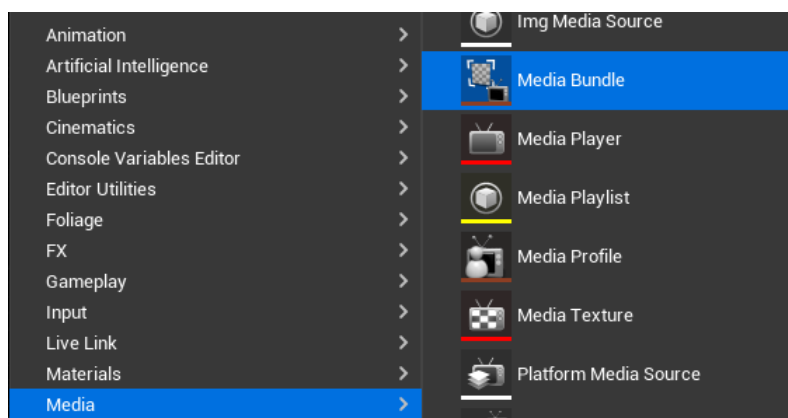 Animation
Artificial Intelligence
Blueprints
Cinematics
Console Variables Editor
Editor Utilities
Foliage
FX
Gameplay
Input
Live Link
Materials
Media
Img Media Source
Media Bundle
Media Player
Media Playlist
Media Profile
Media Texture
Platform Media Source